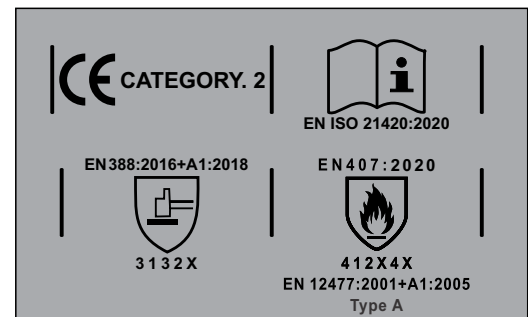 CE CATEGORY. 2
i
EN ISO 21420:2020
EN388:2016+A1:2018
3132X
EN407:2020
412X4X
EN 12477:2001+A1:2005
Type A